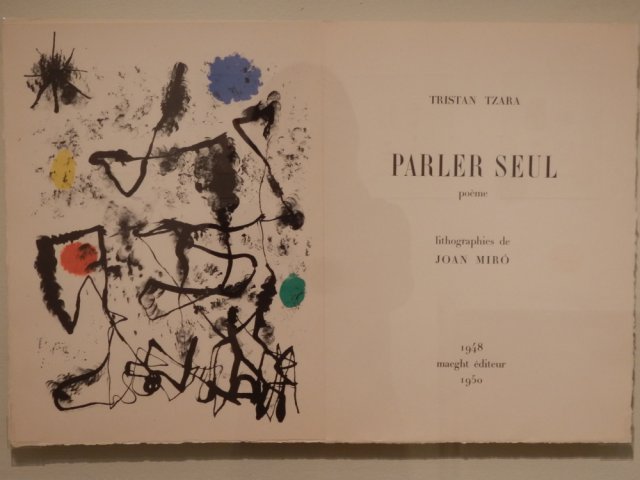 TRISTAN TZARA
PARLER SEUL
poème
lithographies de
JOAN MIRÓ
1948
maeght éditeur
1950